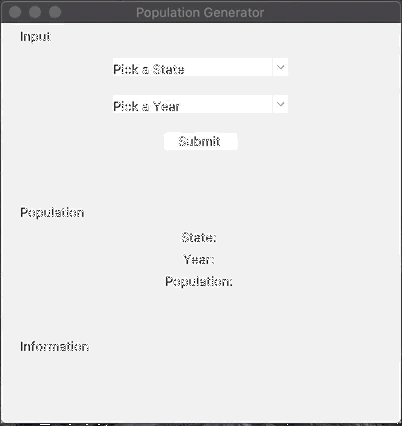 Population Generator
Input
Pick a State
Pick a Year
Submit
Population
State:
Year:
Population:
Information